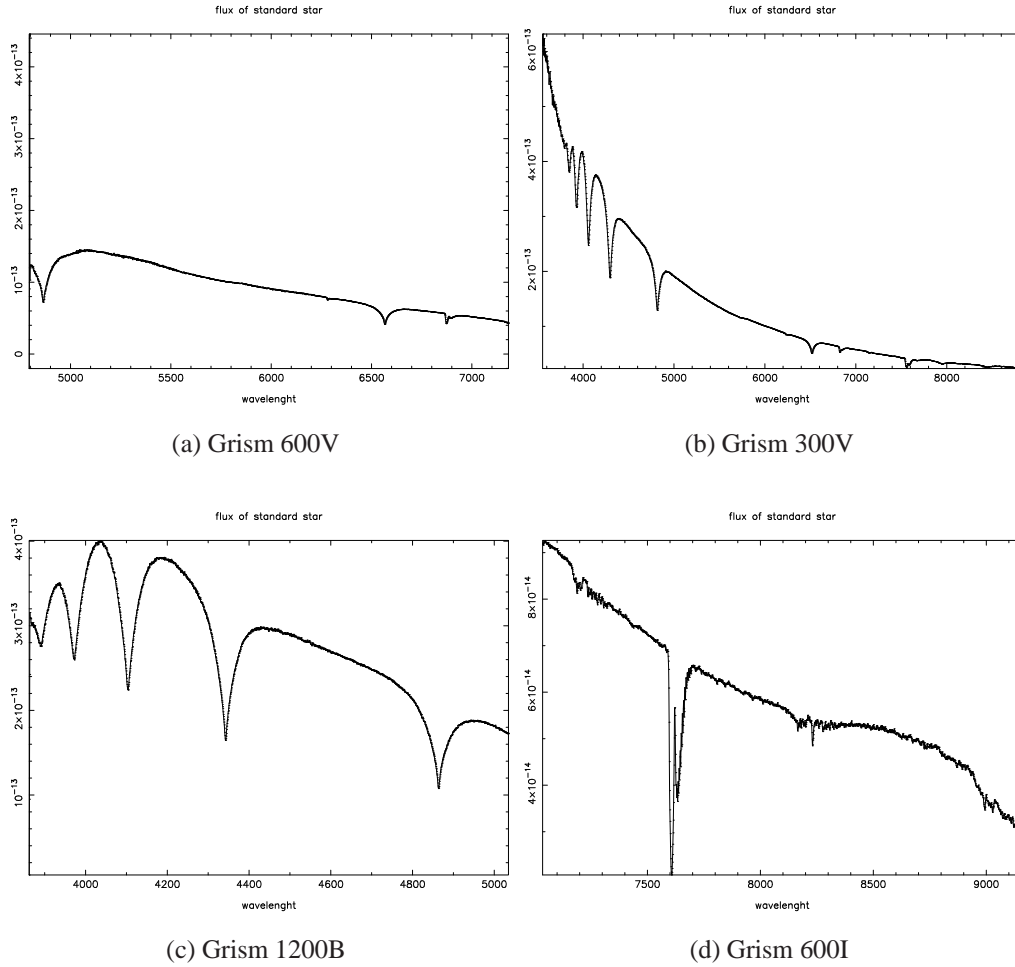 flux of standard star
4×10⁻¹³
3×10⁻¹³
2×10⁻¹³
10⁻¹³
0
5000 5500 6000 6500 7000
wavelenght
(a) Grism 600V
flux of standard star
6×10⁻¹³
4×10⁻¹³
2×10⁻¹³
4000 5000 6000 7000 8000
wavelenght
(b) Grism 300V
flux of standard star
4×10⁻¹³
3×10⁻¹³
2×10⁻¹³
10⁻¹³
4000 4200 4400 4600 4800 5000
wavelenght
(c) Grism 1200B
flux of standard star
8×10⁻¹⁴
6×10⁻¹⁴
4×10⁻¹⁴
7500 8000 8500 9000
wavelenght
(d) Grism 600I